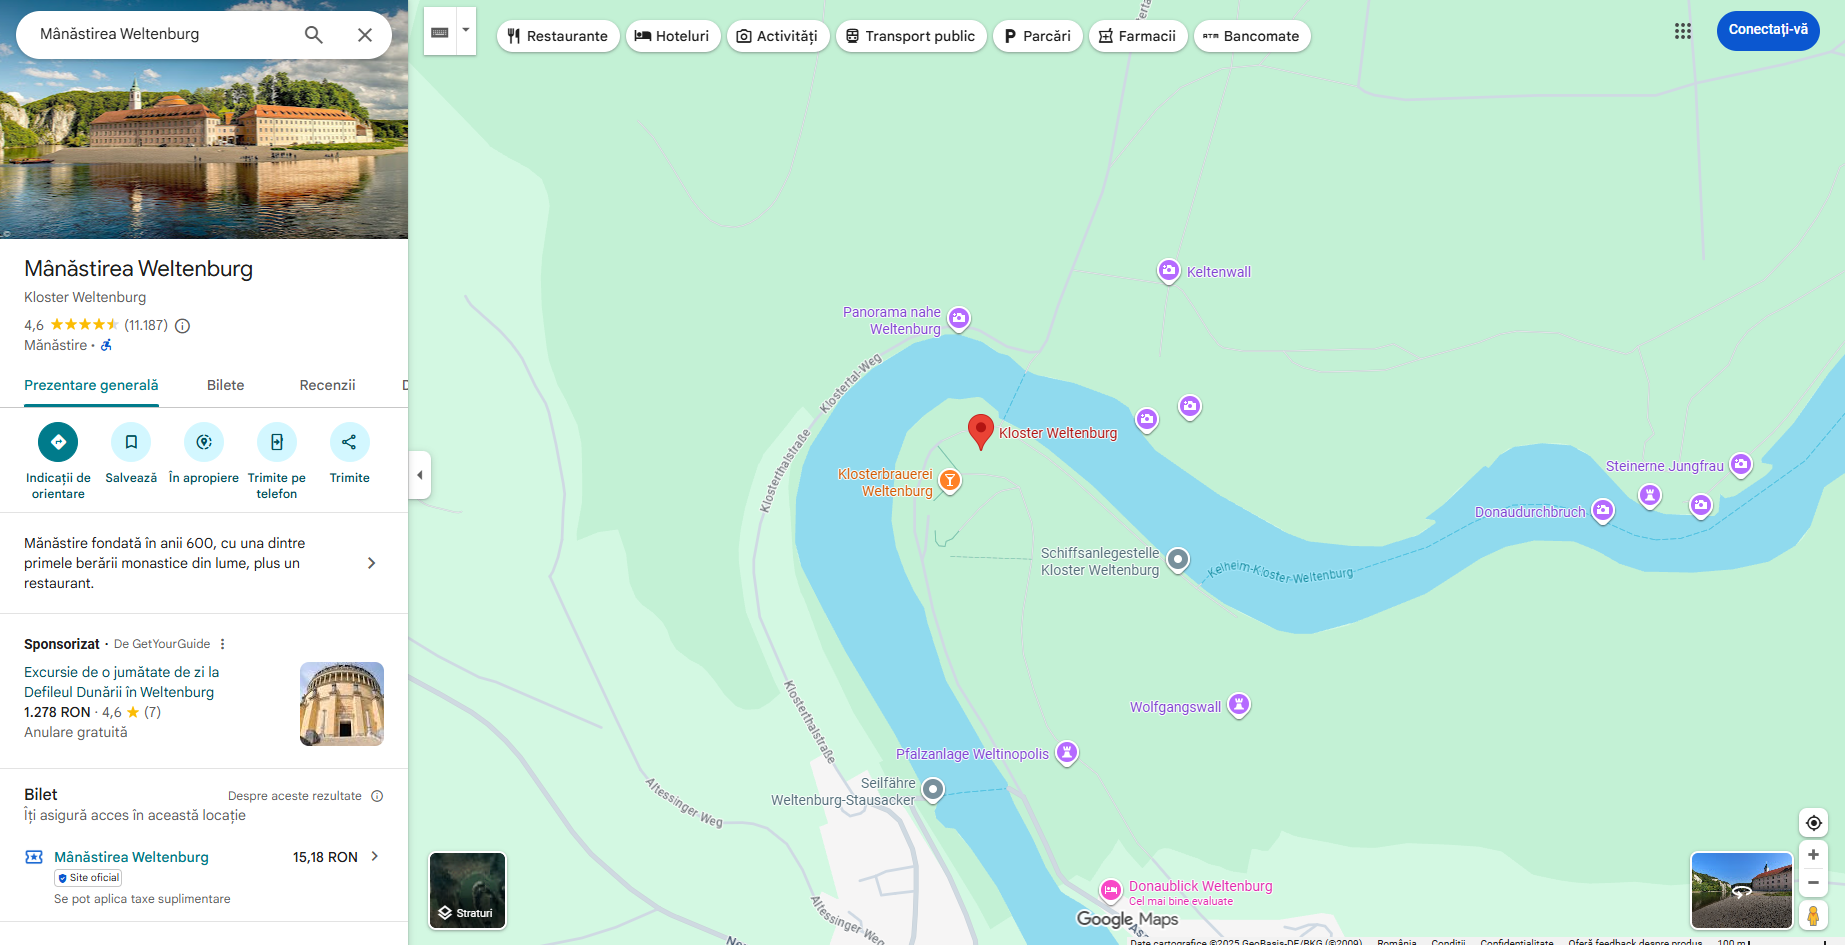 Mânăstirea Weltenburg
Mânăstirea Weltenburg
Kloster Weltenburg
4,6 (11.187)
Mănăstire ·
Prezentare generală
Bilete
Recenzii
Indicații de orientare
Salvează
În apropiere
Trimite pe telefon
Trimite
Mănăstire fondată în anii 600, cu una dintre
primele berării monastice din lume, plus un
restaurant.
Sponsorizat · De GetYourGuide
Excursie de o jumătate de zi la
Defileul Dunării în Weltenburg
1.278 RON · 4,6 (7)
Anulare gratuită
Bilet
Despre aceste rezultate
Îți asigură acces în această locație
Mânăstirea Weltenburg
15,18 RON
Site oficial
Se pot aplica taxe suplimentare
Restaurante
Hoteluri
Activități
Transport public
Parcări
Farmacii
ATM Bancomate
Conectați-vă
Keltenwall
Panorama nahe
Weltenburg
Klostertal-Weg
Klosterthalstraße
Kloster Weltenburg
Klosterbrauerei
Weltenburg
Steinerne Jungfrau
Donaudurchbruch
Schiffsanlegestelle
Kloster Weltenburg
Kelheim-Kloster-Weltenburg
Klosterthalstraße
Wolfgangswall
Pfalzanlage Weltinopolis
Seilfähre
Weltenburg-Stausacker
Altessinger Weg
Altessinger Weg
Donaublick Weltenburg
Cel mai bine evaluate
Google Maps
Straturi
Date cartografice ©2025 GeoBasis-DE/BKG (©2009)
România
Condiții
Confidențialitate
Oferă feedback despre produs
100 m